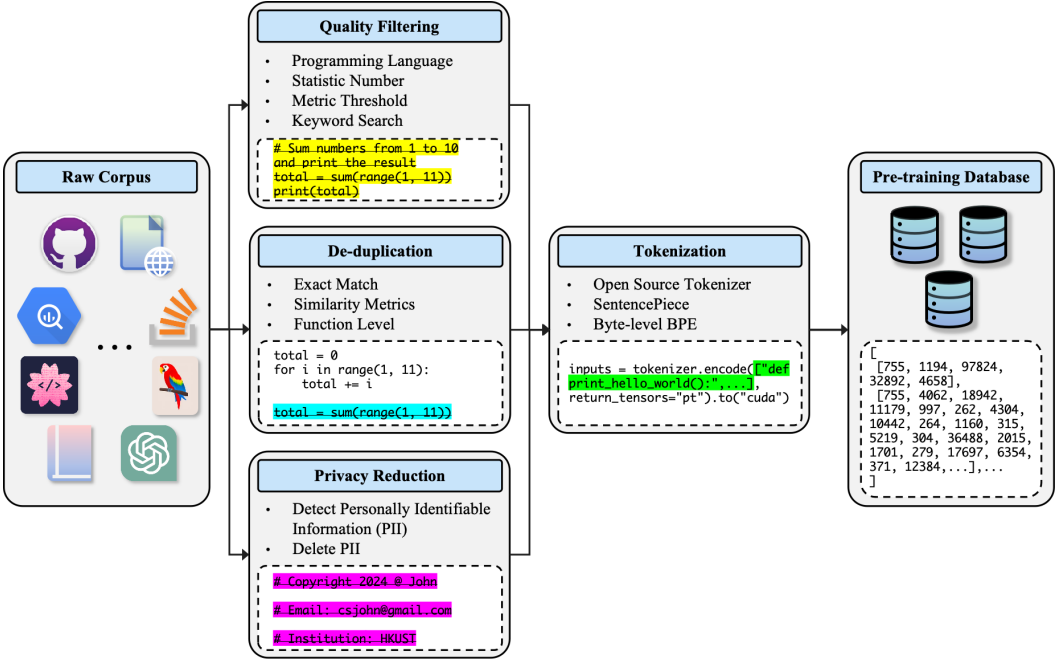 Raw Corpus
...
Quality Filtering
• Programming Language
• Statistic Number
• Metric Threshold
• Keyword Search
# Sum numbers from 1 to 10
and print the result
total = sum(range(1, 11))
print(total)
De-duplication
• Exact Match
• Similarity Metrics
• Function Level
total = 0
for i in range(1, 11):
    total += i
total = sum(range(1, 11))
Privacy Reduction
• Detect Personally Identifiable
Information (PII)
• Delete PII
# Copyright 2024 @ John
# Email: csjohn@gmail.com
# Institution: HKUST
Tokenization
• Open Source Tokenizer
• SentencePiece
• Byte-level BPE
inputs = tokenizer.encode(["def
print_hello_world():",...],
return_tensors="pt").to("cuda")
Pre-training Database
[
[755, 1194, 97824,
32892, 4658],
[755, 4062, 18942,
11179, 997, 262, 4304,
10442, 264, 1160, 315,
5219, 304, 36488, 2015,
1701, 279, 17697, 6354,
371, 12384,...],...
]